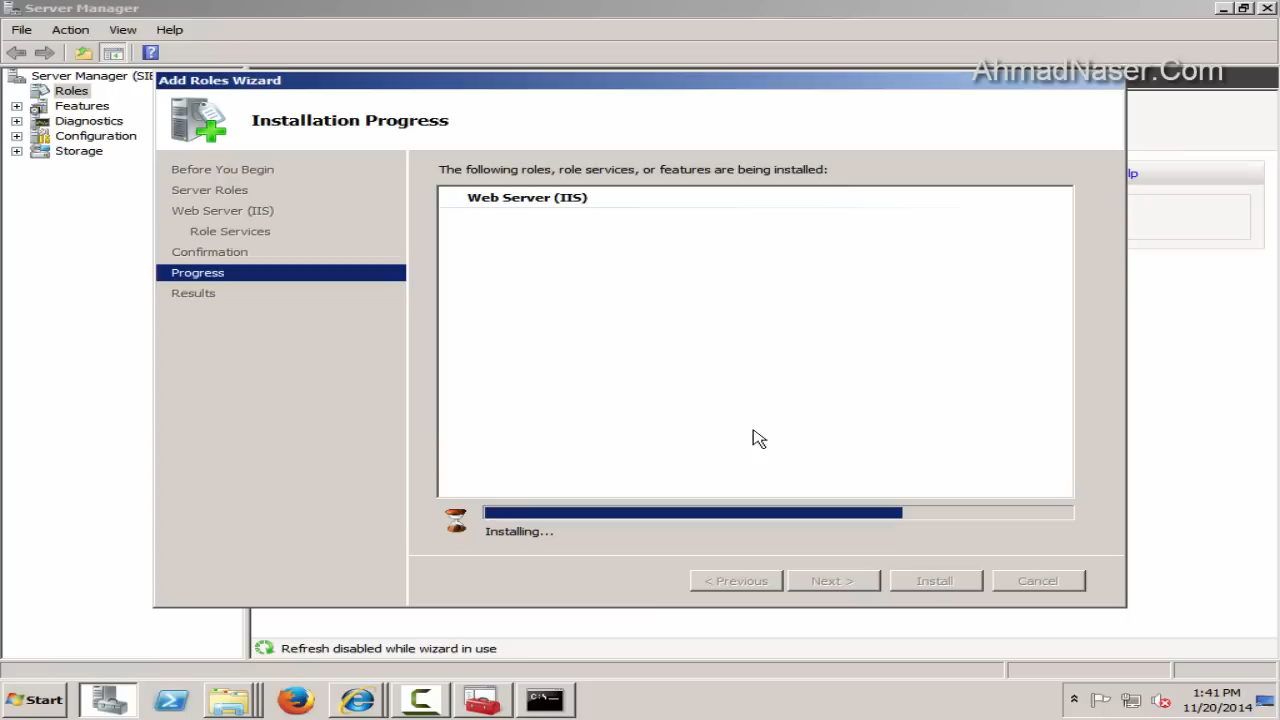 Server Manager
File Action View Help
AhmadNaser.Com
Server Manager (SIE
Roles
Features
Diagnostics
Configuration
Storage
Add Roles Wizard
Installation Progress
Before You Begin
Server Roles
Web Server (IIS)
Role Services
Confirmation
Progress
Results
The following roles, role services, or features are being installed:
Web Server (IIS)
lp
Installing...
< Previous Next > Install Cancel
Refresh disabled while wizard in use
Start
C:\
1:41 PM
11/20/2014